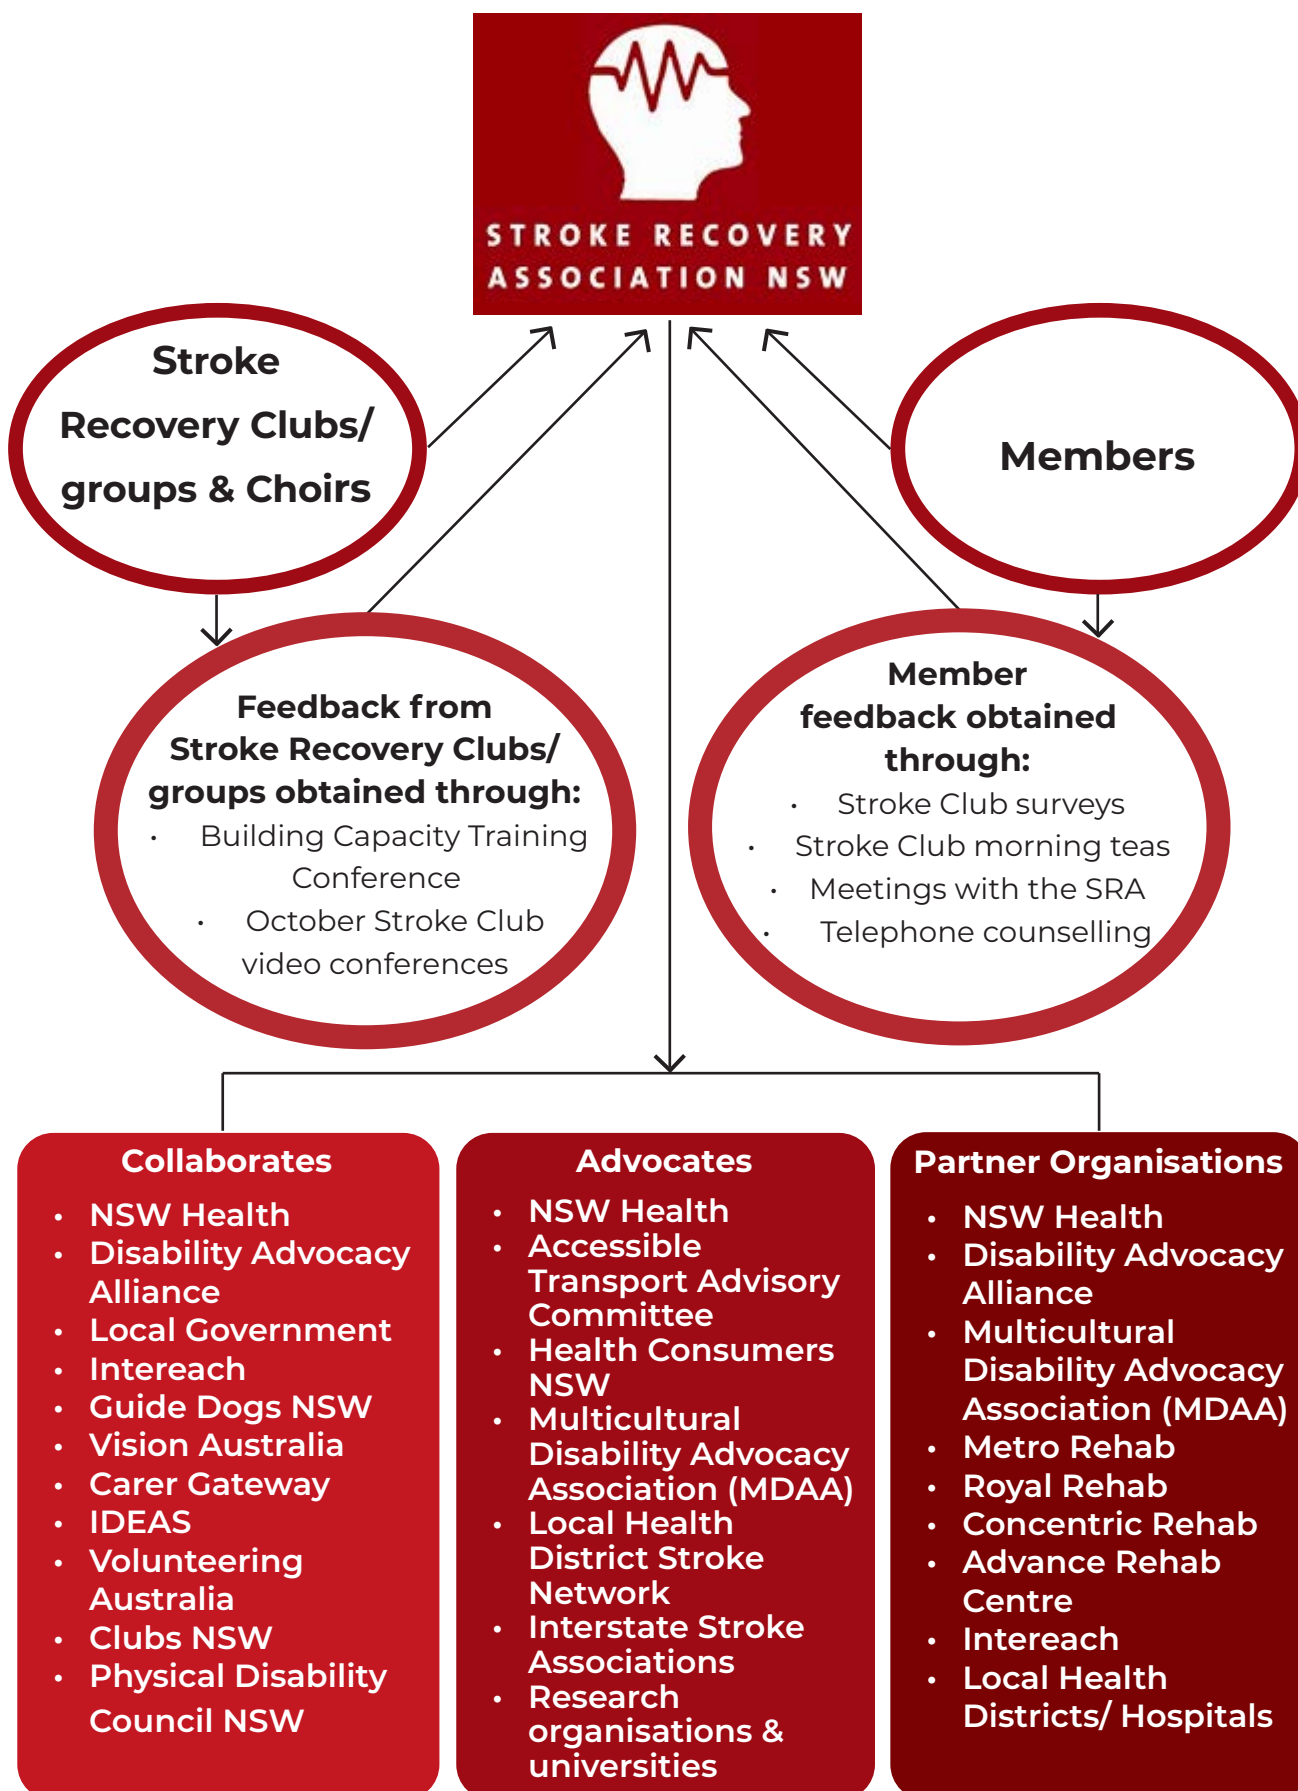 STROKE RECOVERY
ASSOCIATION NSW
Stroke
Recovery Clubs/
groups & Choirs
Members
Feedback from
Stroke Recovery Clubs/
groups obtained through:
• Building Capacity Training
Conference
• October Stroke Club
video conferences
Member
feedback obtained
through:
• Stroke Club surveys
• Stroke Club morning teas
• Meetings with the SRA
• Telephone counselling
Collaborates
• NSW Health
• Disability Advocacy
Alliance
• Local Government
• Intereach
• Guide Dogs NSW
• Vision Australia
• Carer Gateway
• IDEAS
• Volunteering
Australia
• Clubs NSW
• Physical Disability
Council NSW
Advocates
• NSW Health
• Accessible
Transport Advisory
Committee
• Health Consumers
NSW
• Multicultural
Disability Advocacy
Association (MDAA)
• Local Health
District Stroke
Network
• Interstate Stroke
Associations
• Research
organisations &
universities
Partner Organisations
• NSW Health
• Disability Advocacy
Alliance
• Multicultural
Disability Advocacy
Association (MDAA)
• Metro Rehab
• Royal Rehab
• Concentric Rehab
• Advance Rehab
Centre
• Intereach
• Local Health
Districts/ Hospitals